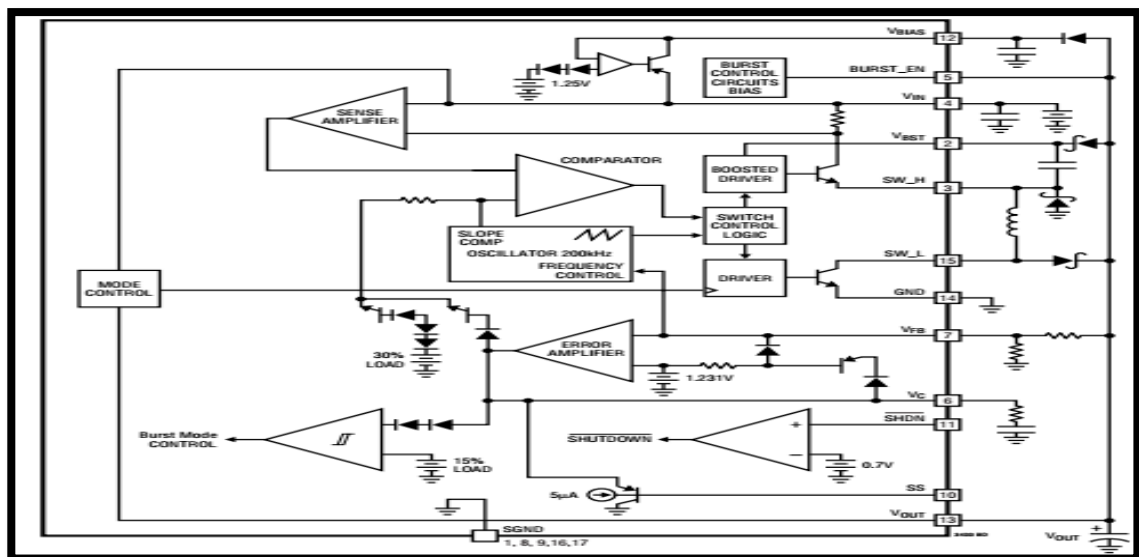 VBIAS
12
BURST
CONTROL
CIRCUITS
BIAS
BURST_EN
5
1.25V
VIN
4
SENSE
AMPLIFIER
VBST
2
COMPARATOR
BOOSTED
DRIVER
SW_H
3
SWITCH
CONTROL
LOGIC
SLOPE
COMP
OSCILLATOR 200kHz
FREQUENCY
CONTROL
SW_L
15
DRIVER
MODE
CONTROL
GND
14
VFB
7
ERROR
AMPLIFIER
30%
LOAD
1.231V
VC
6
SHDN
11
Burst Mode
CONTROL
SHUTDOWN
+
−
15%
LOAD
0.7V
5µA
SS
10
VOUT
13
SGND
1, 8, 9,16,17
VOUT
+